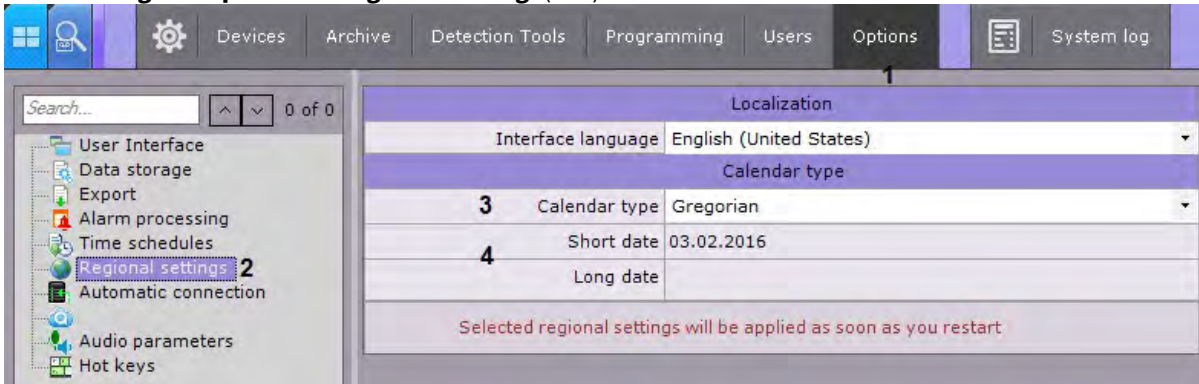 Devices Archive Detection Tools Programming Users Options System log
1
Search... 0 of 0
User Interface
Data storage
Export
Alarm processing
Time schedules
Regional settings 2
Automatic connection
Audio parameters
Hot keys
Localization
Interface language English (United States)
Calendar type
3 Calendar type Gregorian
4 Short date 03.02.2016
Long date
Selected regional settings will be applied as soon as you restart